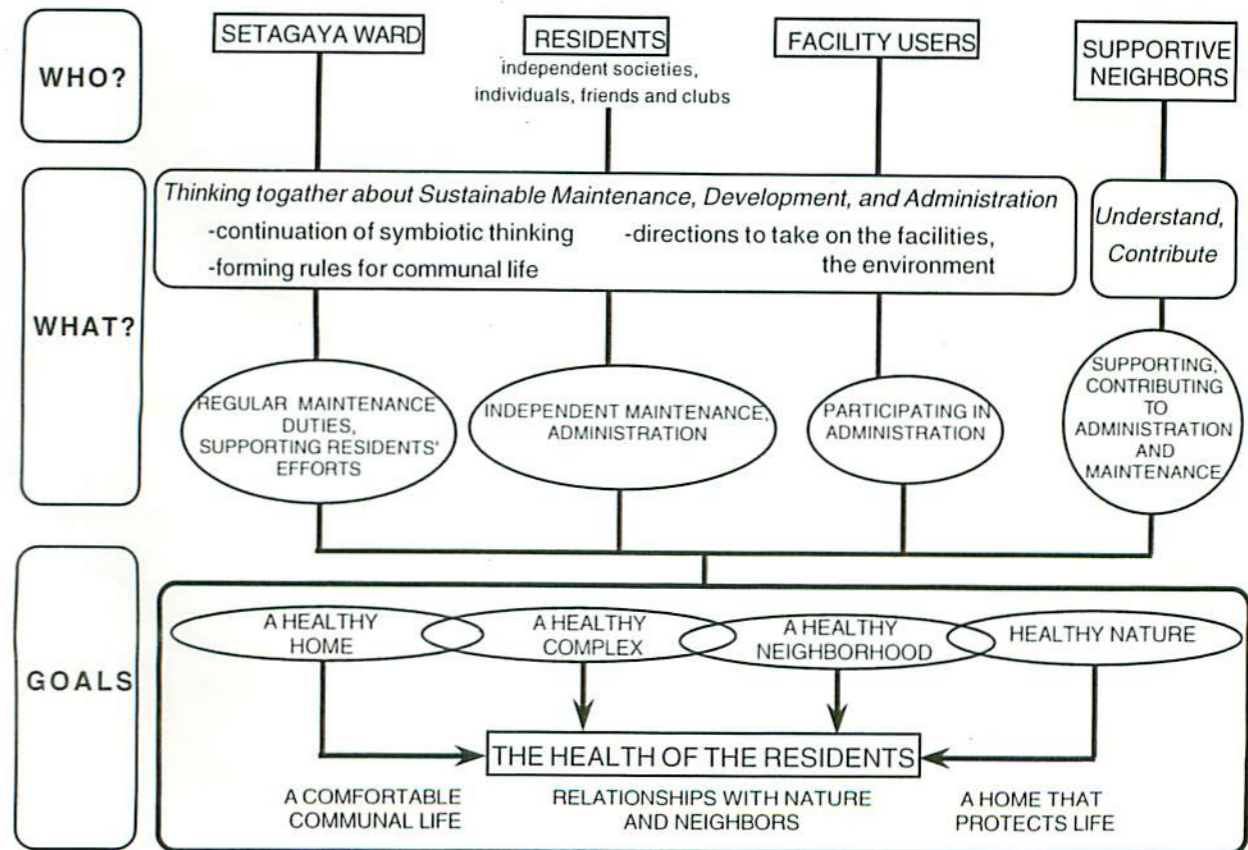 WHO?
SETAGAYA WARD
RESIDENTS
independent societies,
individuals, friends and clubs
FACILITY USERS
SUPPORTIVE
NEIGHBORS
WHAT?
Thinking togather about Sustainable Maintenance, Development, and Administration
-continuation of symbiotic thinking
-forming rules for communal life
-directions to take on the facilities,
the environment
Understand,
Contribute
REGULAR MAINTENANCE
DUTIES,
SUPPORTING RESIDENTS'
EFFORTS
INDEPENDENT MAINTENANCE,
ADMINISTRATION
PARTICIPATING IN
ADMINISTRATION
SUPPORTING,
CONTRIBUTING
TO
ADMINISTRATION
AND
MAINTENANCE
GOALS
A HEALTHY
HOME
A HEALTHY
COMPLEX
A HEALTHY
NEIGHBORHOOD
HEALTHY NATURE
THE HEALTH OF THE RESIDENTS
A COMFORTABLE
COMMUNAL LIFE
RELATIONSHIPS WITH NATURE
AND NEIGHBORS
A HOME THAT
PROTECTS LIFE